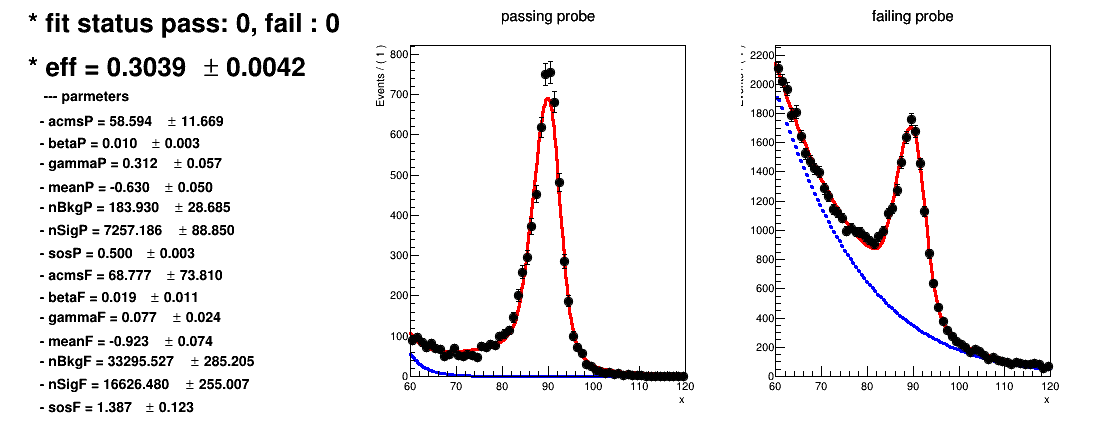 * fit status pass: 0, fail : 0
* eff = 0.3039 ± 0.0042
--- parmeters
- acmsP = 58.594 ± 11.669
- betaP = 0.010 ± 0.003
- gammaP = 0.312 ± 0.057
- meanP = -0.630 ± 0.050
- nBkgP = 183.930 ± 28.685
- nSigP = 7257.186 ± 88.850
- sosP = 0.500 ± 0.003
- acmsF = 68.777 ± 73.810
- betaF = 0.019 ± 0.011
- gammaF = 0.077 ± 0.024
- meanF = -0.923 ± 0.074
- nBkgF = 33295.527 ± 285.205
- nSigF = 16626.480 ± 255.007
- sosF = 1.387 ± 0.123
passing probe
Events / ( 1 )
800
700
600
500
400
300
200
100
0
60 70 80 90 100 110 120
x
failing probe
2200
2000
1800
1600
1400
1200
1000
800
600
400
200
0
60 70 80 90 100 110 120
x